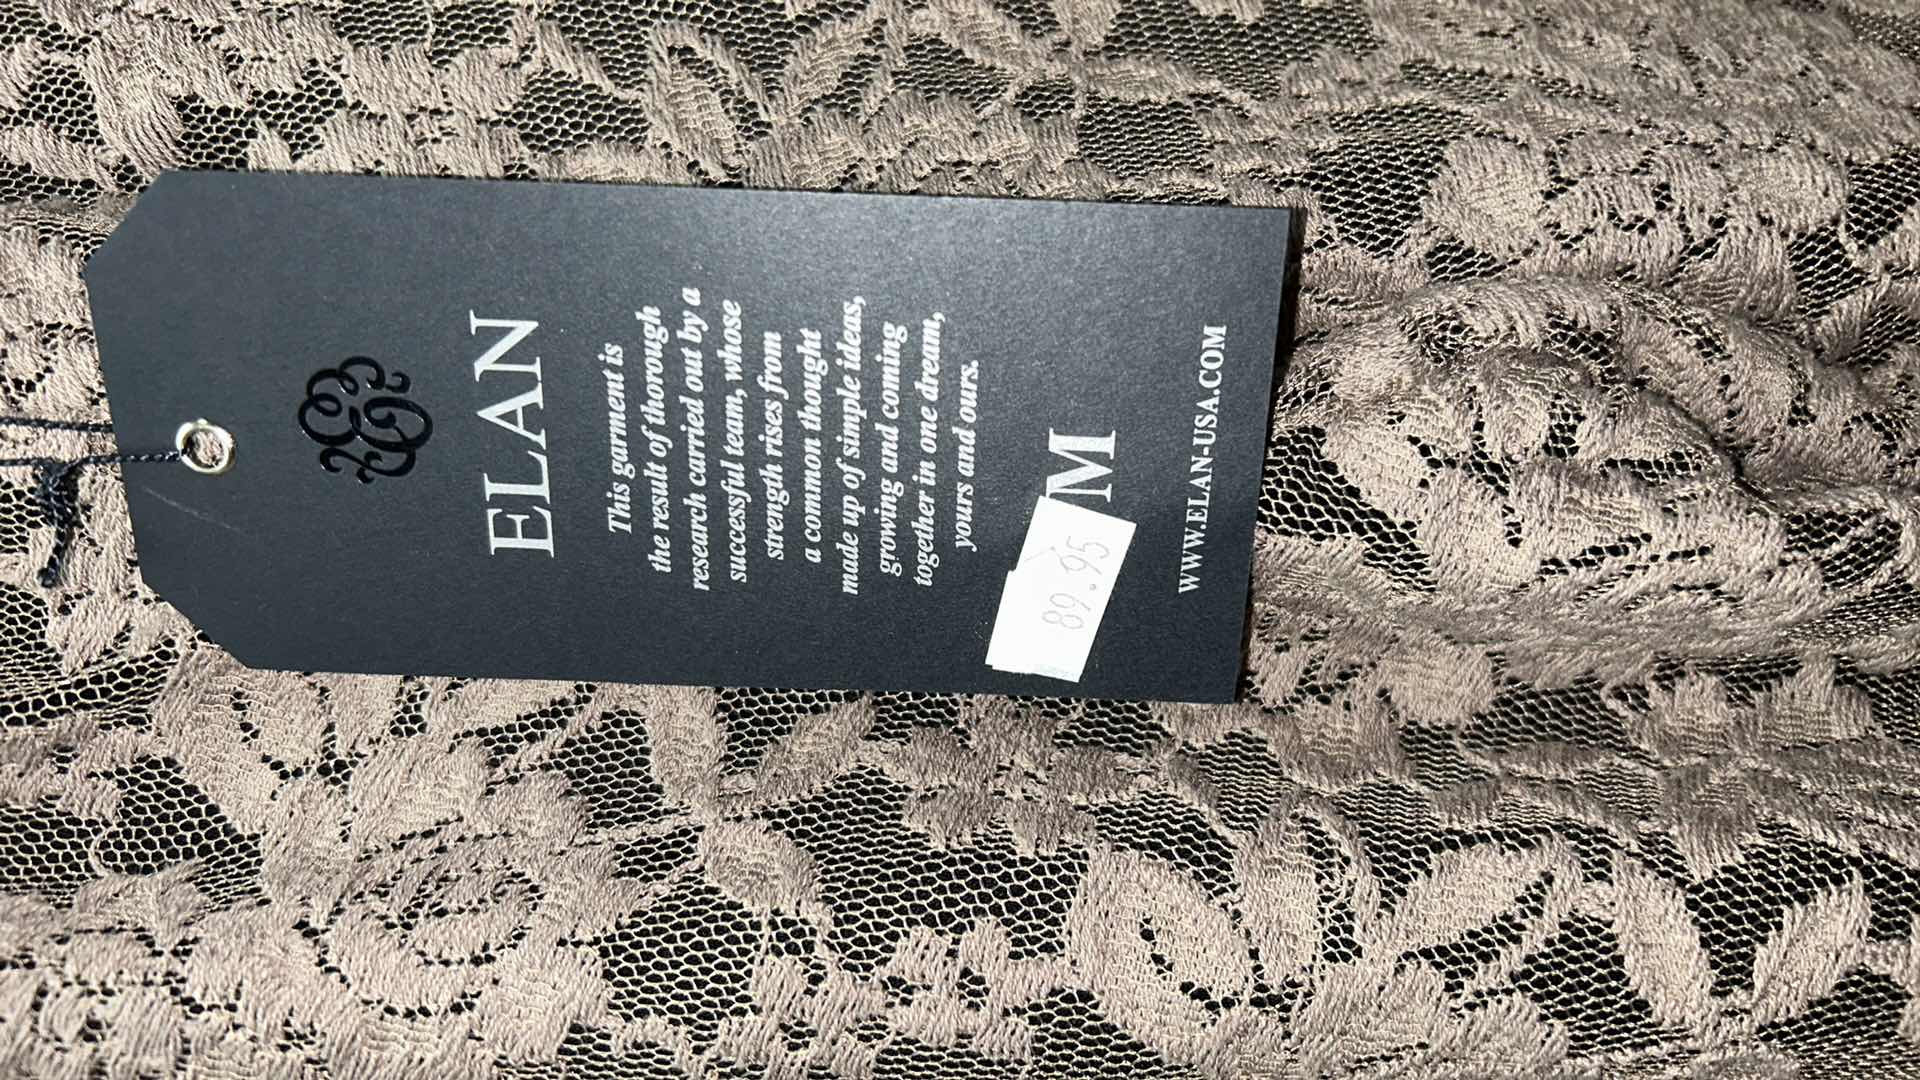 ELAN
This garment is
the result of thorough
research carried out by a
successful team, whose
strength rises from
a common thought
made up of simple ideas,
growing and coming
together in one dream,
yours and ours.
M
89.95
WWW.ELAN-USA.COM